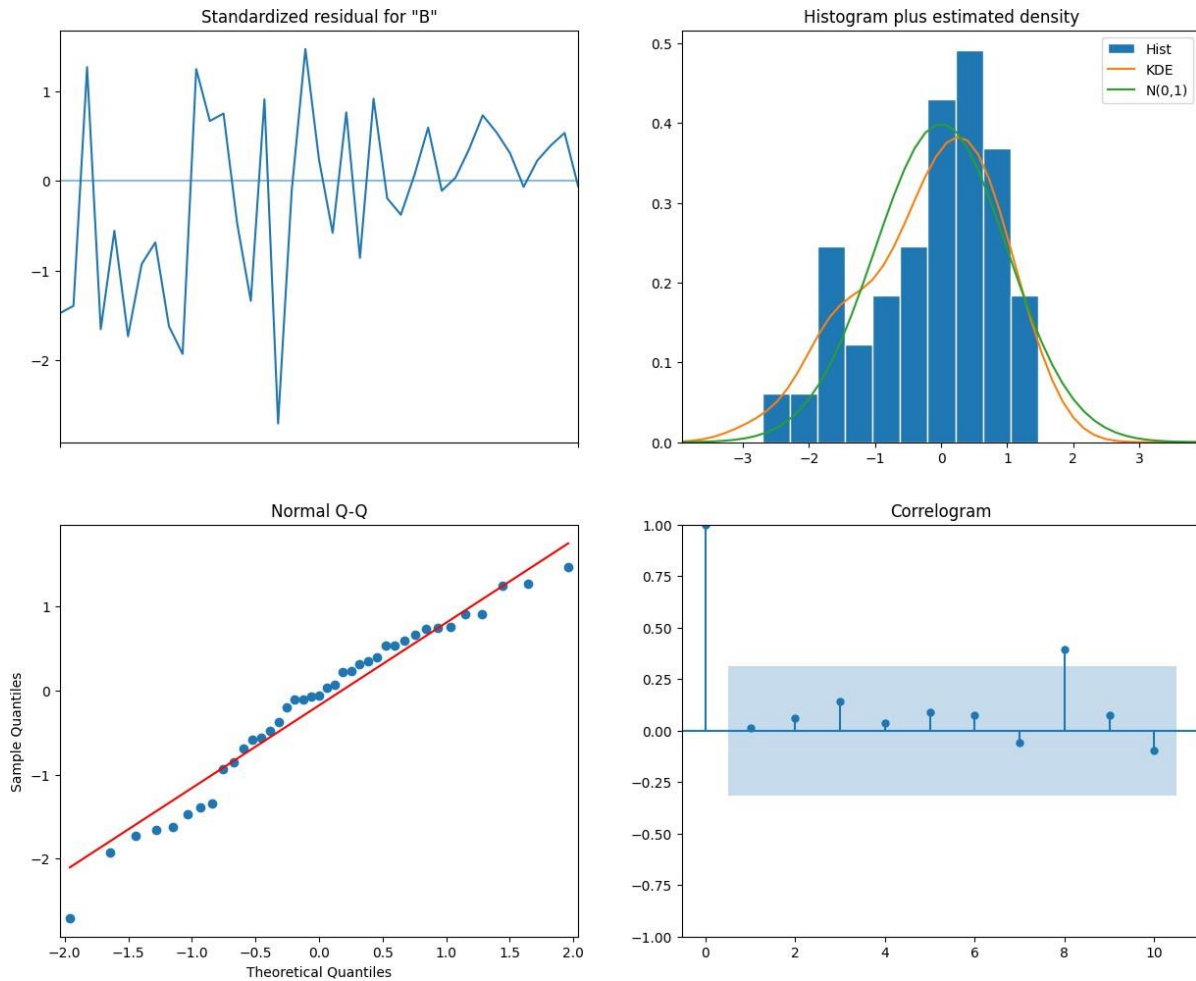 Standardized residual for "B"
1
0
−1
−2
Histogram plus estimated density
0.5
0.4
0.3
0.2
0.1
0.0
Hist
KDE
N(0,1)
−3 −2 −1 0 1 2 3
Normal Q-Q
Sample Quantiles
1
0
−1
−2
−2.0 −1.5 −1.0 −0.5 0.0 0.5 1.0 1.5 2.0
Theoretical Quantiles
Correlogram
1.00
0.75
0.50
0.25
0.00
−0.25
−0.50
−0.75
−1.00
0 2 4 6 8 10